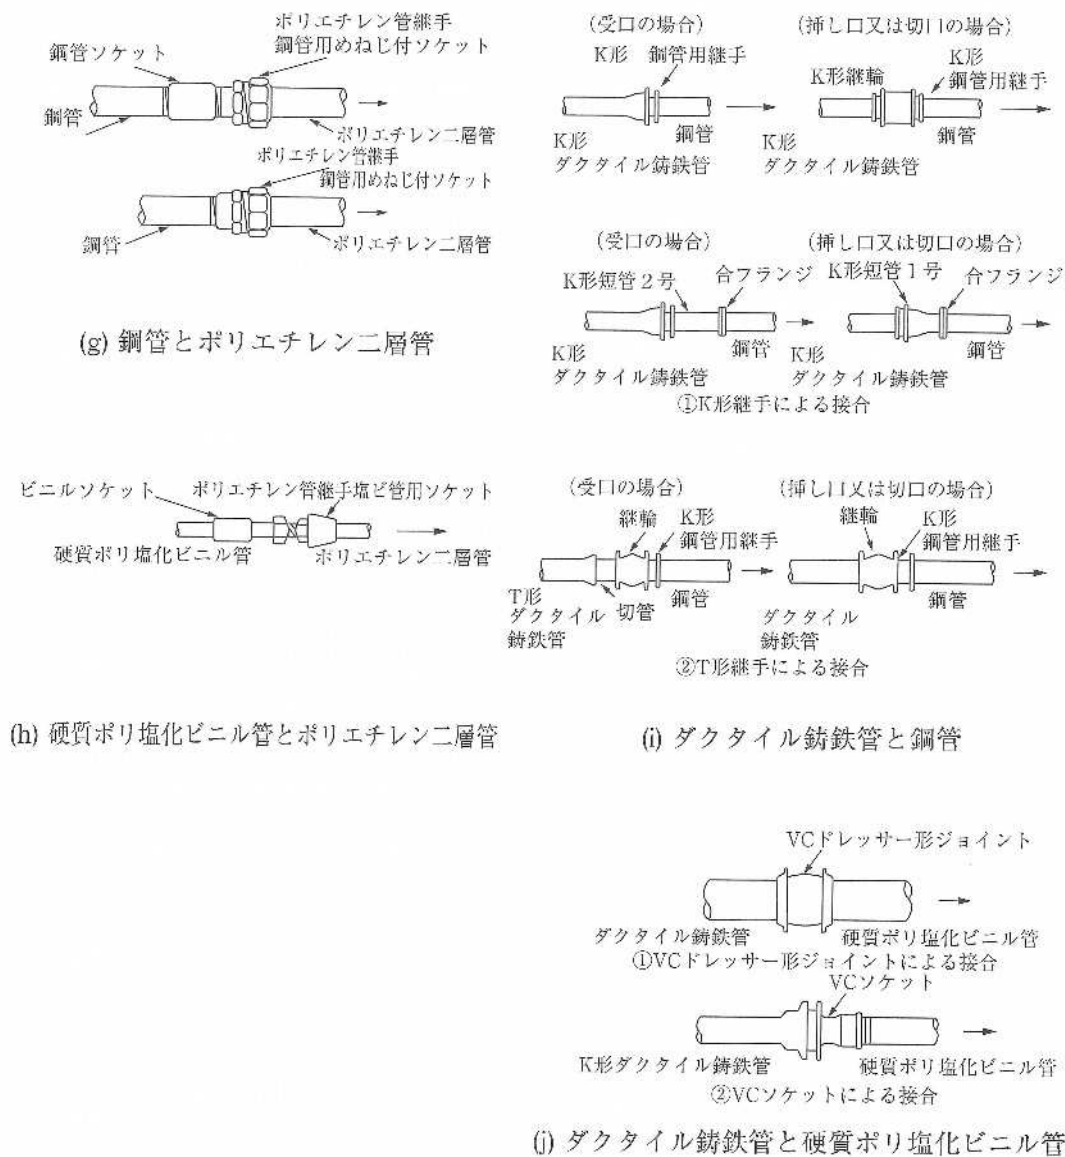 ポリエチレン管継手
鋼管用めねじ付ソケット
鋼管ソケット
鋼管
ポリエチレン二層管
ポリエチレン管継手
鋼管用めねじ付ソケット
鋼管
ポリエチレン二層管
(g) 鋼管とポリエチレン二層管
ビニルソケット
ポリエチレン管継手塩ビ管用ソケット
硬質ポリ塩化ビニル管
ポリエチレン二層管
(h) 硬質ポリ塩化ビニル管とポリエチレン二層管
(受口の場合)
K形 鋼管用継手
K形
ダクタイル鋳鉄管
鋼管
(挿し口又は切口の場合)
K形継輪
K形
鋼管用継手
K形
ダクタイル鋳鉄管
鋼管
(受口の場合)
K形短管2号
合フランジ
K形
ダクタイル鋳鉄管
鋼管
(挿し口又は切口の場合)
K形短管1号
合フランジ
K形
ダクタイル鋳鉄管
鋼管
①K形継手による接合
(受口の場合)
継輪
K形
鋼管用継手
T形
ダクタイル
鋳鉄管
切管
鋼管
(挿し口又は切口の場合)
継輪
K形
鋼管用継手
ダクタイル
鋳鉄管
鋼管
②T形継手による接合
(i) ダクタイル鋳鉄管と鋼管
VCドレッサー形ジョイント
ダクタイル鋳鉄管
硬質ポリ塩化ビニル管
①VCドレッサー形ジョイントによる接合
VCソケット
K形ダクタイル鋳鉄管
硬質ポリ塩化ビニル管
②VCソケットによる接合
(j) ダクタイル鋳鉄管と硬質ポリ塩化ビニル管